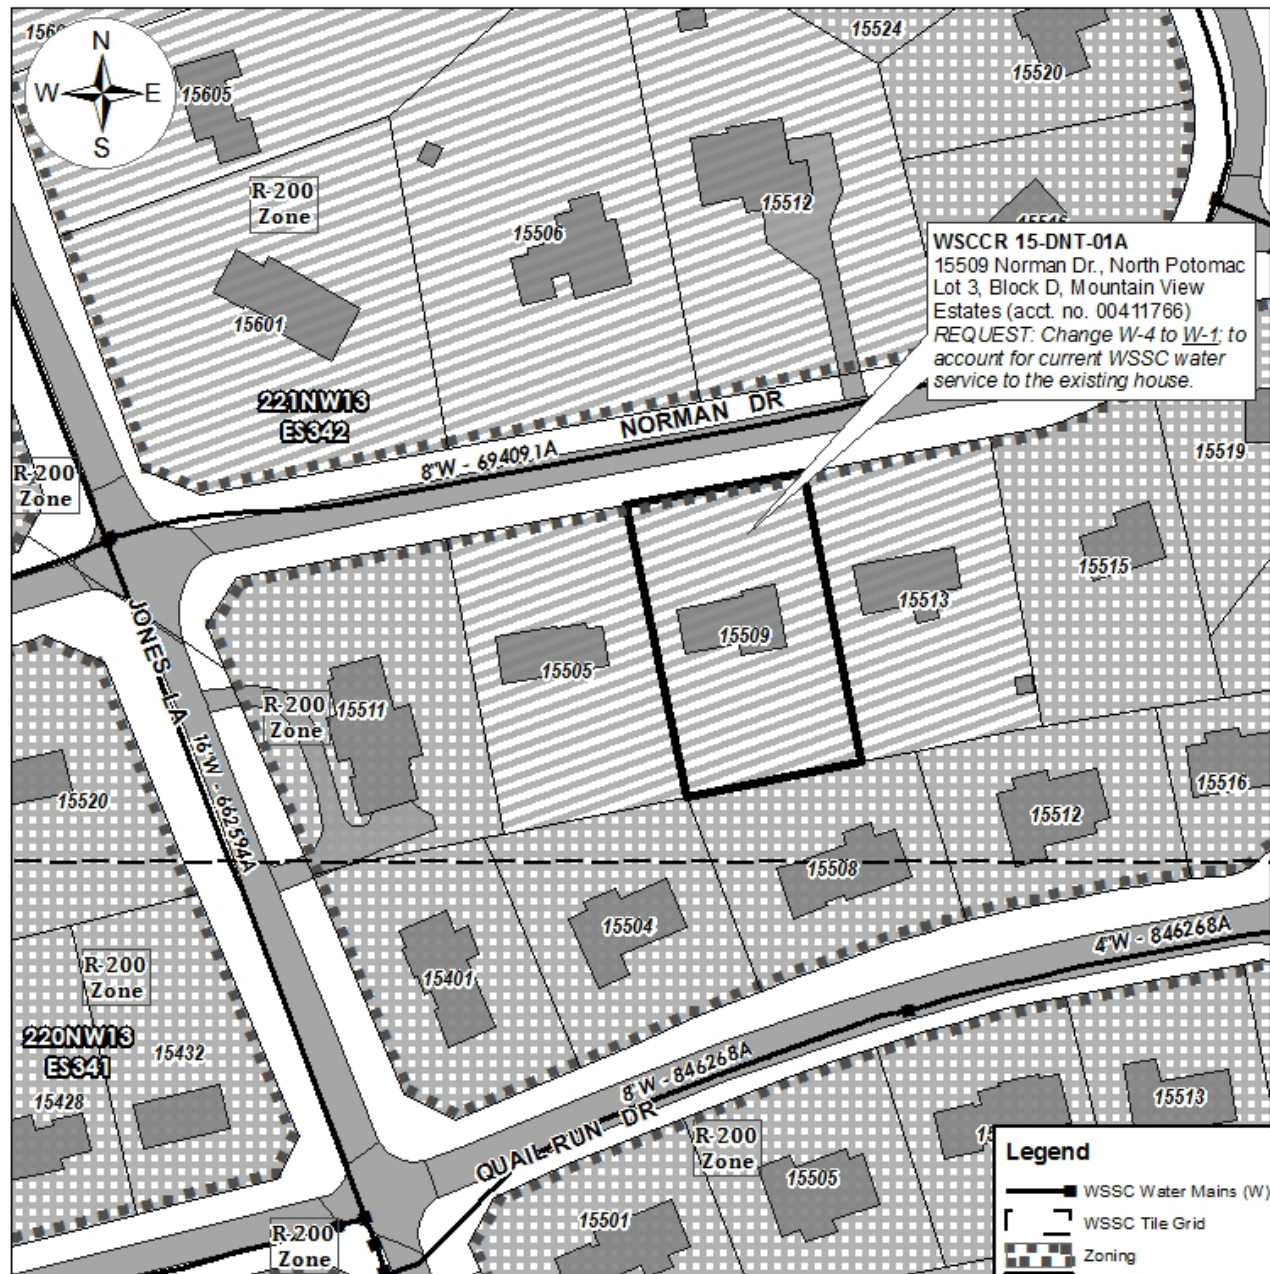 1560
N
W
E
S
15605
15524
15520
R-200
Zone
15512
15506
15601
15516
WSCCR 15-DNT-01A
15509 Norman Dr., North Potomac
Lot 3, Block D, Mountain View
Estates (acct. no. 00411766)
REQUEST: Change W-4 to W-1; to
account for current WSSC water
service to the existing house.
221NW13
ES342
NORMAN DR
8"W - 694091A
R-200
Zone
15519
15515
15513
15509
15505
JONES LA
R-200
Zone
15511
16"W - 662594A
15520
15516
15512
15508
15504
15401
4"W - 846268A
R-200
Zone
220NW13
ES341
15432
15428
8"W - 846268A
QUAIL RUN DR
R-200
Zone
15513
15
15505
15501
R-200
Zone
Legend
WSSC Water Mains (W)
WSSC Tile Grid
Zoning